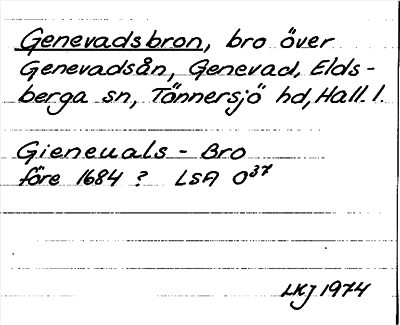 Genevadsbron, bro över
Genevadsån, Genevad, Elds-
berga sn, Tönnersjö hd, Hall. l.
Gieneuals - Bro
före 1684 ? LSA O³⁷
LKJ 1974